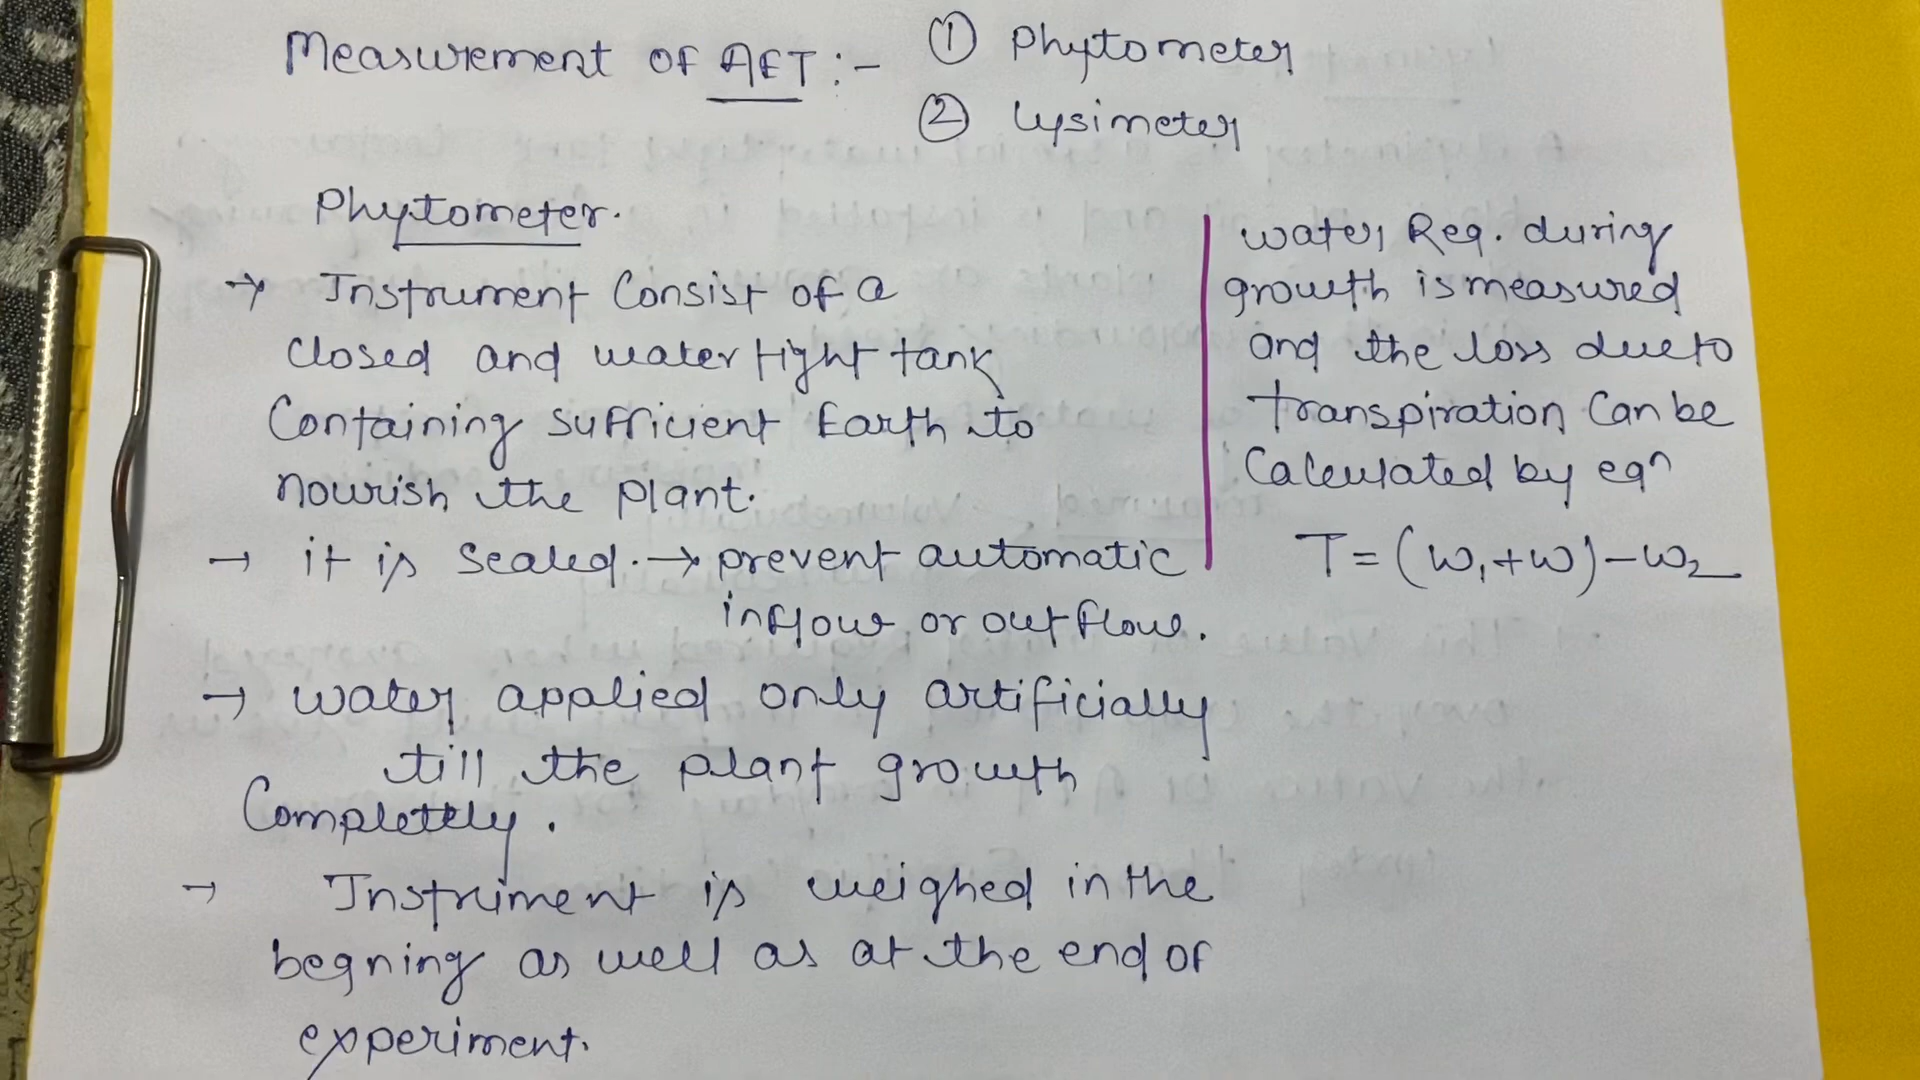 Measurement of AET :- ① Phytometer
② Lysimeter
Phytometer.
→ Instrument Consist of a
closed and water tight tank
Containing sufficient Earth to
nourish the plant.
→ it is sealed. → prevent automatic
inflow or out flow.
→ water applied only artificially
till the plant growth
Completely.
→ Instriment is weighed in the
begning as well as at the end of
experiment.
water Req. during
growth is measured
and the loss due to
transpiration Can be
Calculated by eqn
T = (w₁+w) - w₂